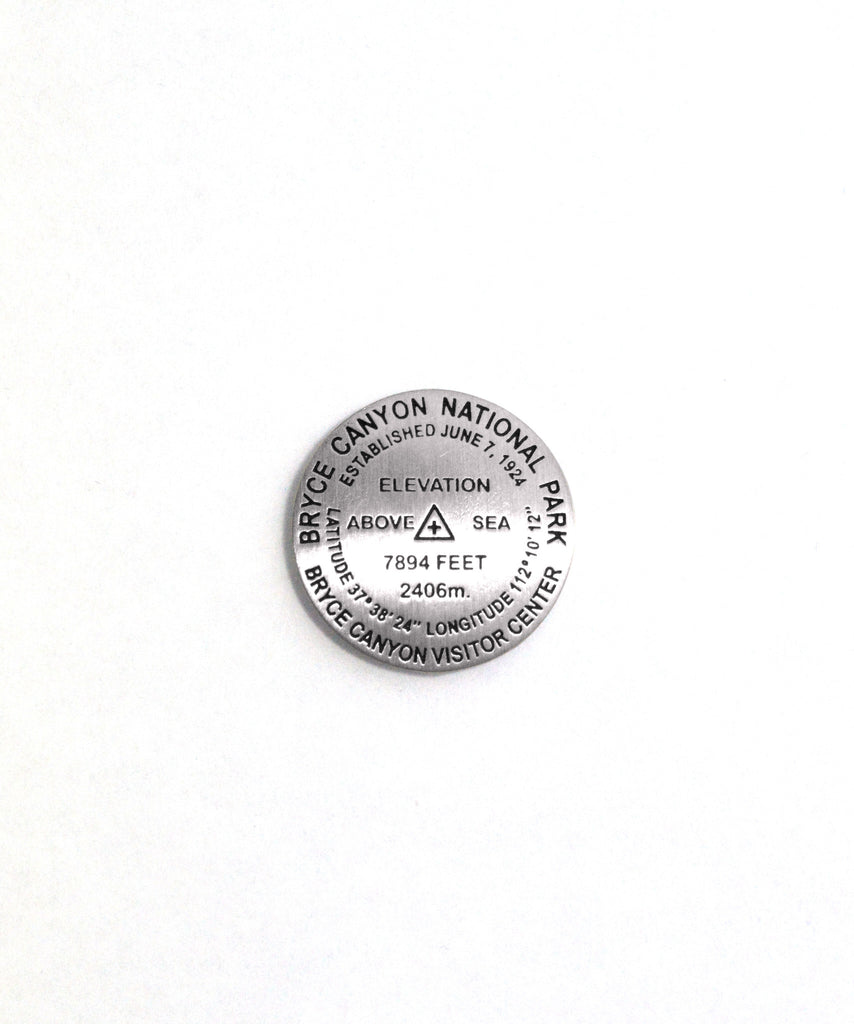 BRYCE CANYON NATIONAL PARK
ESTABLISHED JUNE 7, 1924
ELEVATION
ABOVE SEA
7894 FEET
2406m.
LATITUDE 37° 38' 24" LONGITUDE 112° 10' 12"
BRYCE CANYON VISITOR CENTER